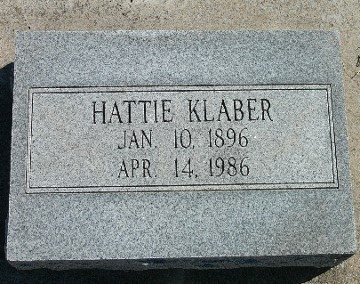 HATTIE KLABER
JAN. 10, 1896
APR. 14, 1986